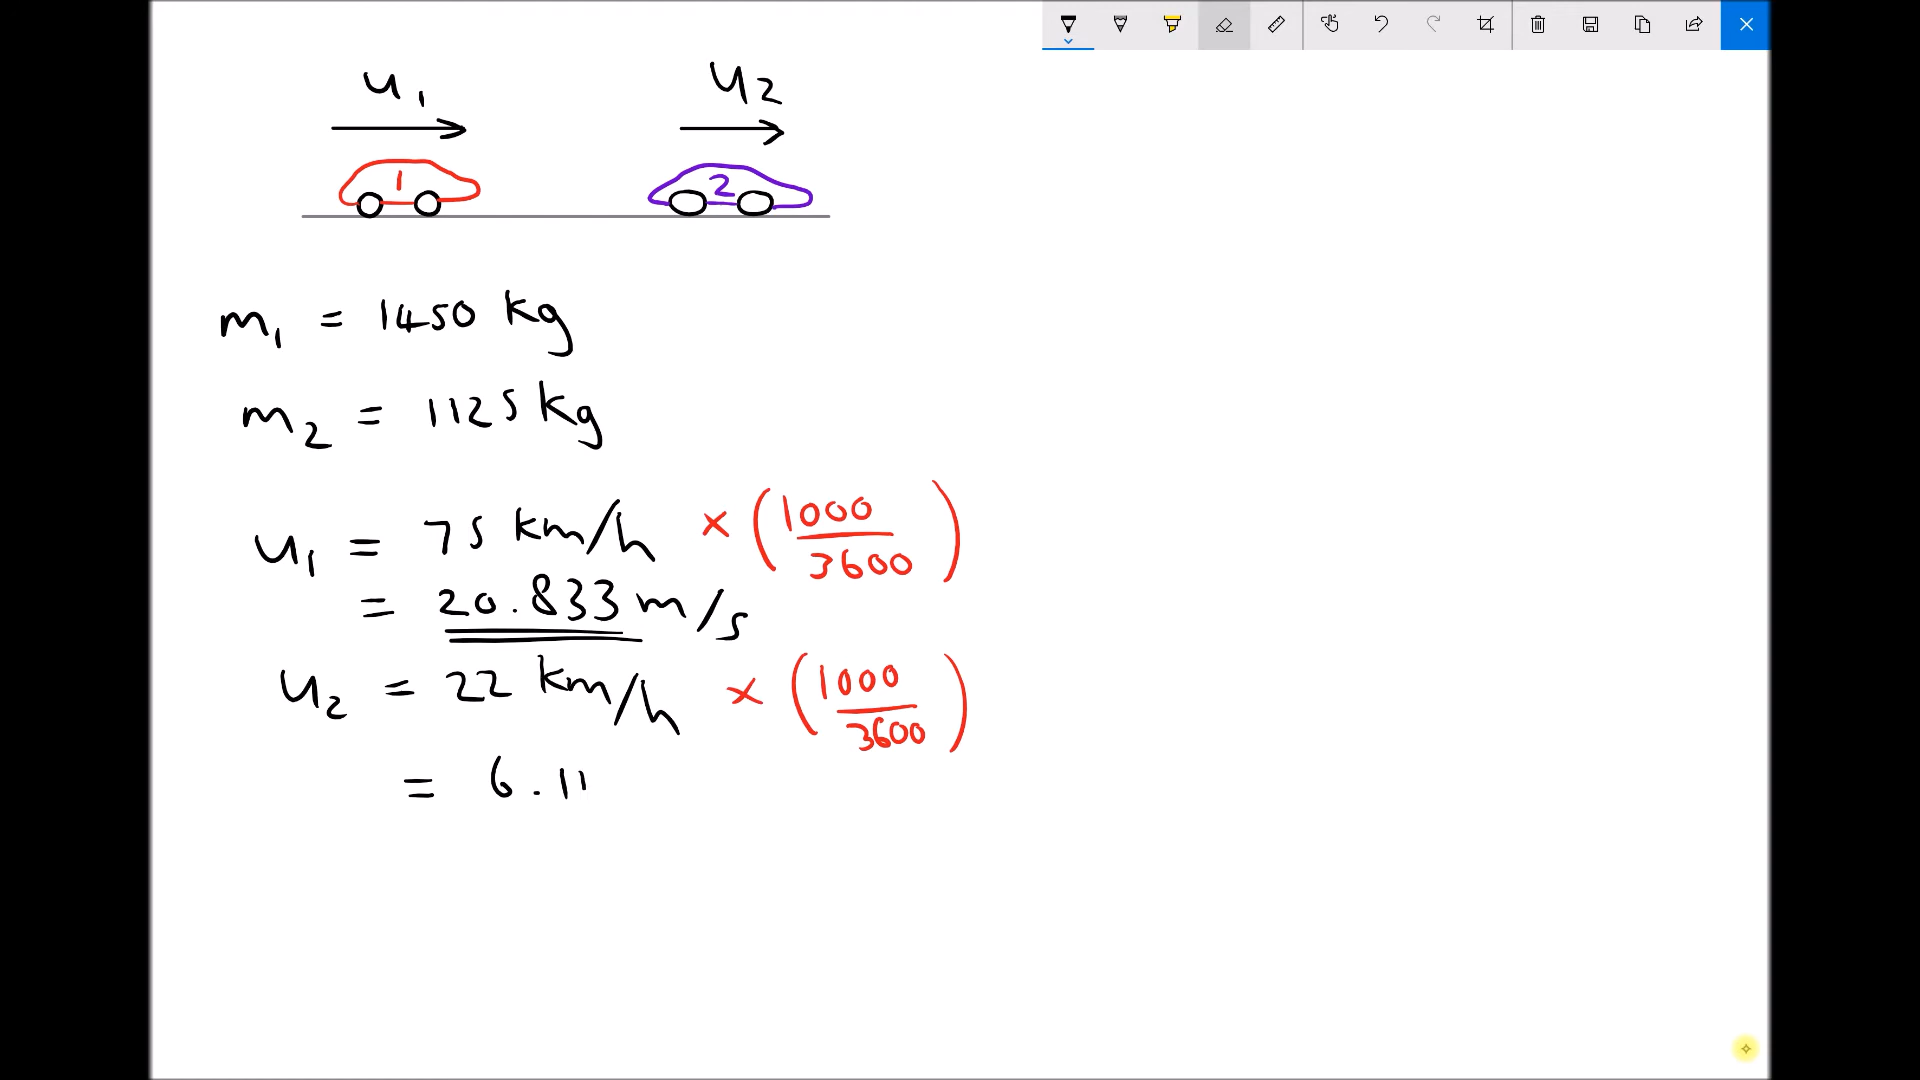 u₁ u₂
1 2
m₁ = 1450 kg
m₂ = 1125 kg
u₁ = 75 km/h × (1000/3600)
= 20.833 m/s
u₂ = 22 km/h × (1000/3600)
= 6.11